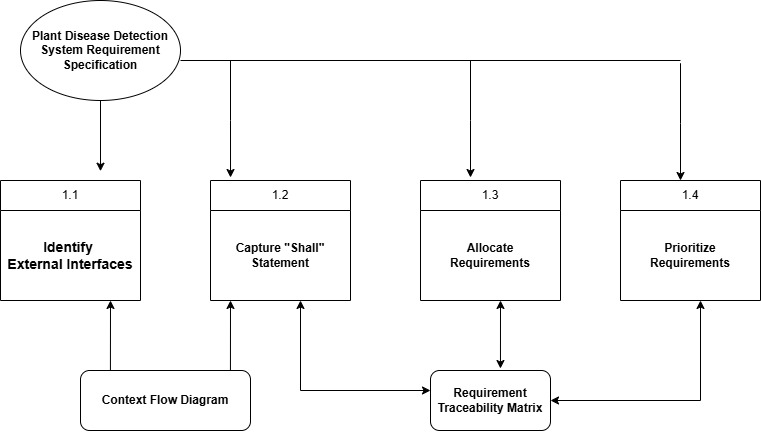 Plant Disease Detection
System Requirement
Specification
1.1
1.2
1.3
1.4
Identify
External Interfaces
Capture "Shall"
Statement
Allocate
Requirements
Prioritize
Requirements
Context Flow Diagram
Requirement
Traceability Matrix